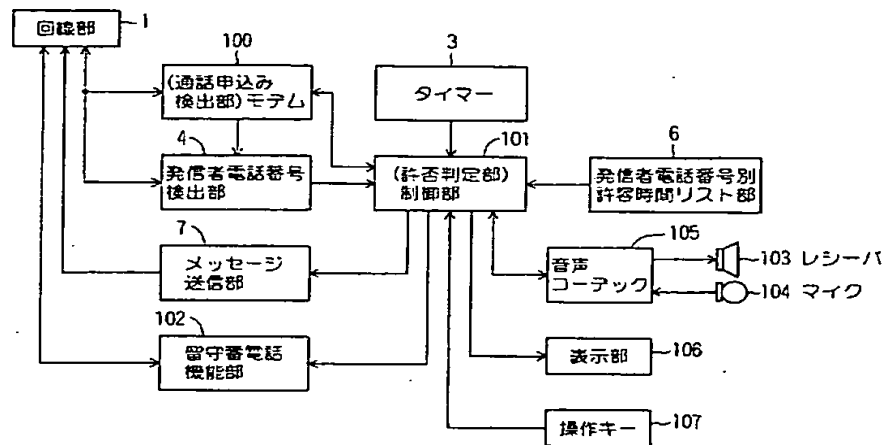 回線部
1
100
(通話申込み
検出部)モデム
3
タイマー
4
発信者電話番号
検出部
101
(許否判定部)
制御部
6
発信者電話番号別
許容時間リスト部
7
メッセージ
送信部
105
音声
コーデック
103 レシーバ
104 マイク
102
留守番電話
機能部
表示部
106
操作キー
107